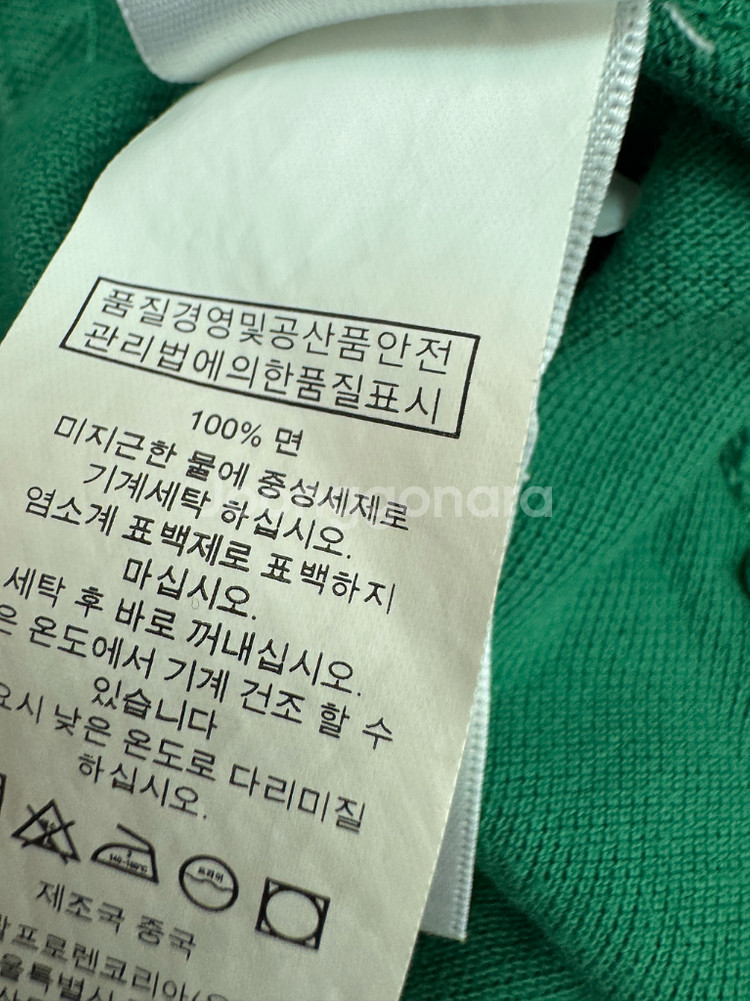 품질경영및공산품안전
관리법에의한품질표시
100% 면
미지근한 물에 중성세제로
기계세탁 하십시오.
염소계 표백제로 표백하지
마십시오.
세탁 후 바로 꺼내십시오.
온도에서 기계 건조 할 수
있습니다
낮은 온도로 다리미질
하십시오.
드라이
제조국 중국